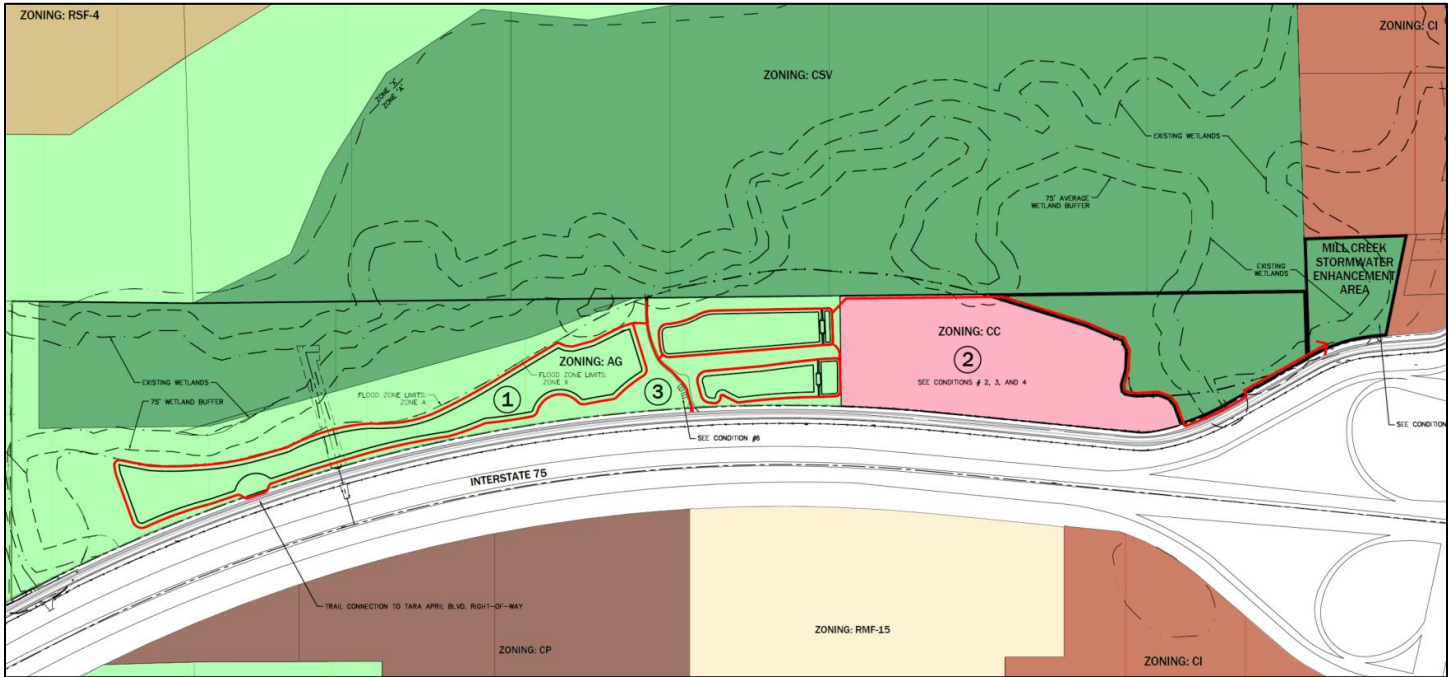 ZONING: RSF-4
ZONING: CI
ZONING: CSV
ZONE "X"
ZONE "A"
EXISTING WETLANDS
75' AVERAGE
WETLAND BUFFER
MILL CREEK
STORMWATER
ENHANCEMENT
AREA
EXISTING
WETLANDS
ZONING: CC
2
SEE CONDITIONS # 2, 3, AND 4
ZONING: AG
FLOOD ZONE LIMITS:
ZONE X
FLOOD ZONE LIMITS:
ZONE A
EXISTING WETLANDS
75' WETLAND BUFFER
1
3
SEE CONDITION #6
SEE CONDITION
INTERSTATE 75
TRAIL CONNECTION TO TARA APRIL BLVD. RIGHT-OF-WAY
ZONING: CP
ZONING: RMF-15
ZONING: CI